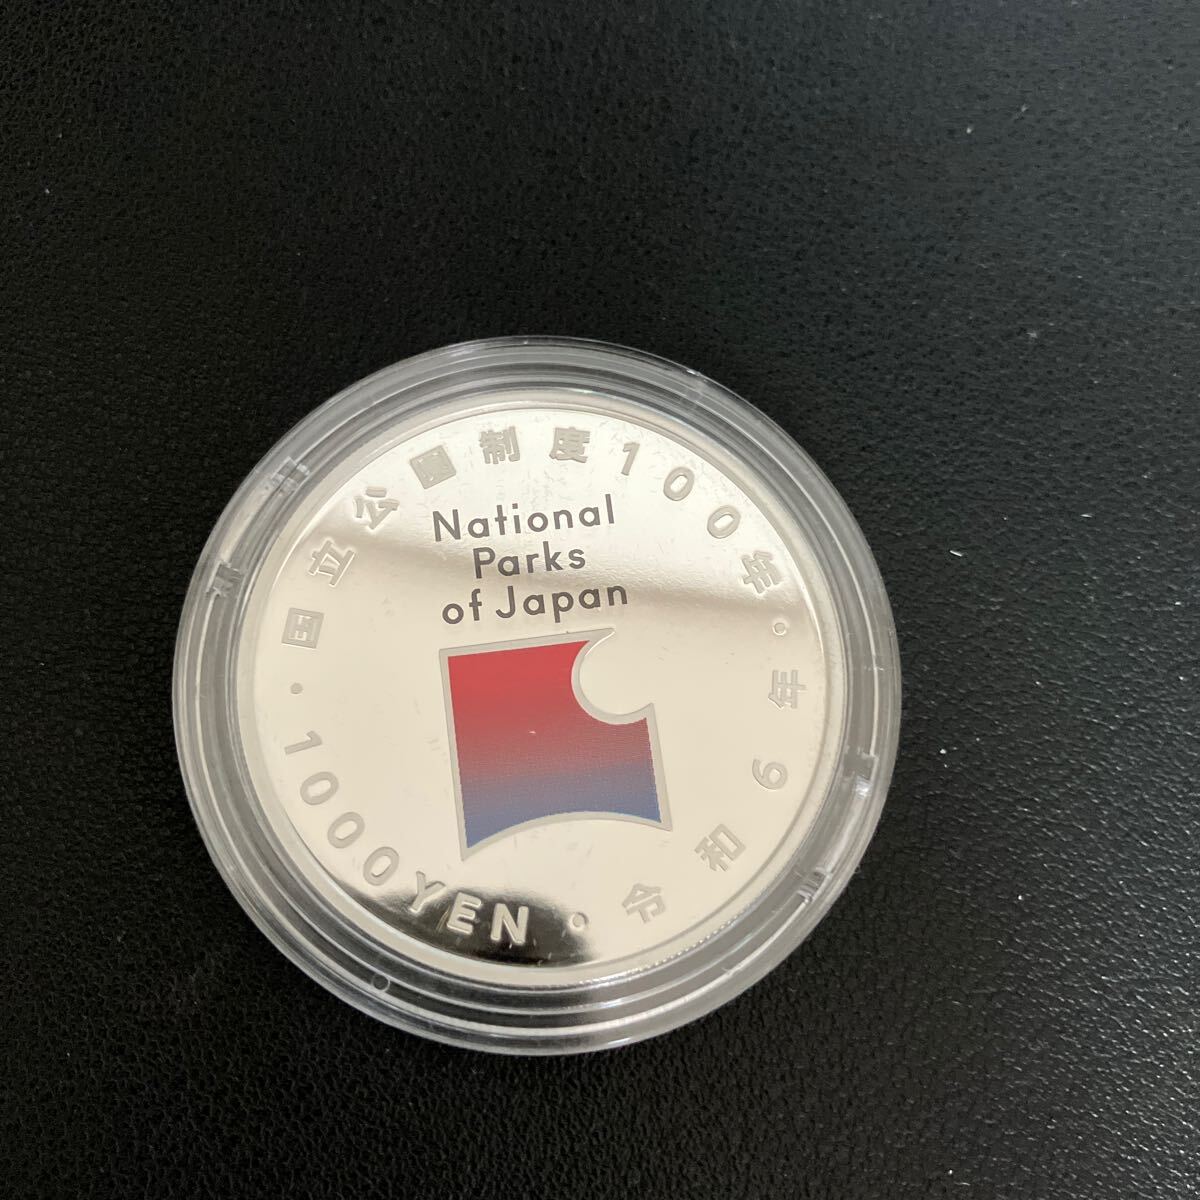 国立公園制度100年・
National
Parks
of Japan
令和6年
・1000YEN・